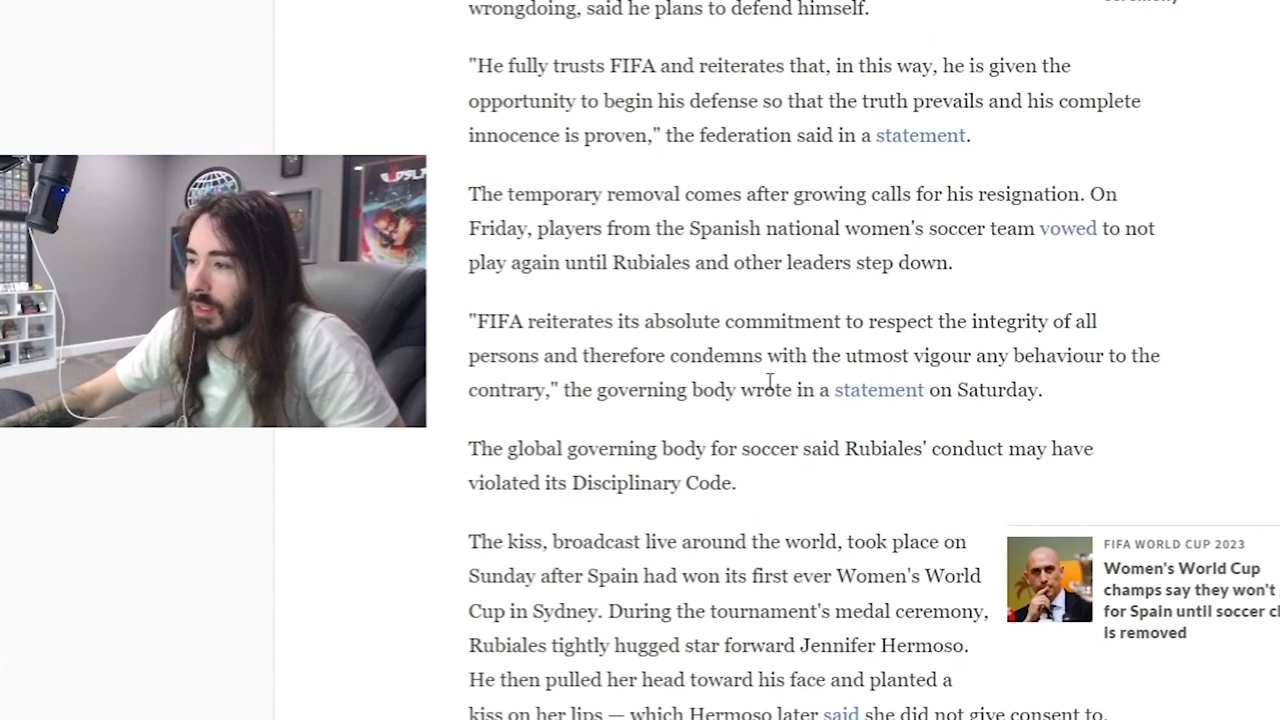 wrongdoing, said he plans to defend himself.
"He fully trusts FIFA and reiterates that, in this way, he is given the
opportunity to begin his defense so that the truth prevails and his complete
innocence is proven," the federation said in a statement.
The temporary removal comes after growing calls for his resignation. On
Friday, players from the Spanish national women's soccer team vowed to not
play again until Rubiales and other leaders step down.
"FIFA reiterates its absolute commitment to respect the integrity of all
persons and therefore condemns with the utmost vigour any behaviour to the
contrary," the governing body wrote in a statement on Saturday.
The global governing body for soccer said Rubiales' conduct may have
violated its Disciplinary Code.
The kiss, broadcast live around the world, took place on
Sunday after Spain had won its first ever Women's World
Cup in Sydney. During the tournament's medal ceremony,
Rubiales tightly hugged star forward Jennifer Hermoso.
He then pulled her head toward his face and planted a
kiss on her lips — which Hermoso later said she did not give consent to.
FIFA WORLD CUP 2023
Women's World Cup
champs say they won't
for Spain until soccer
is removed